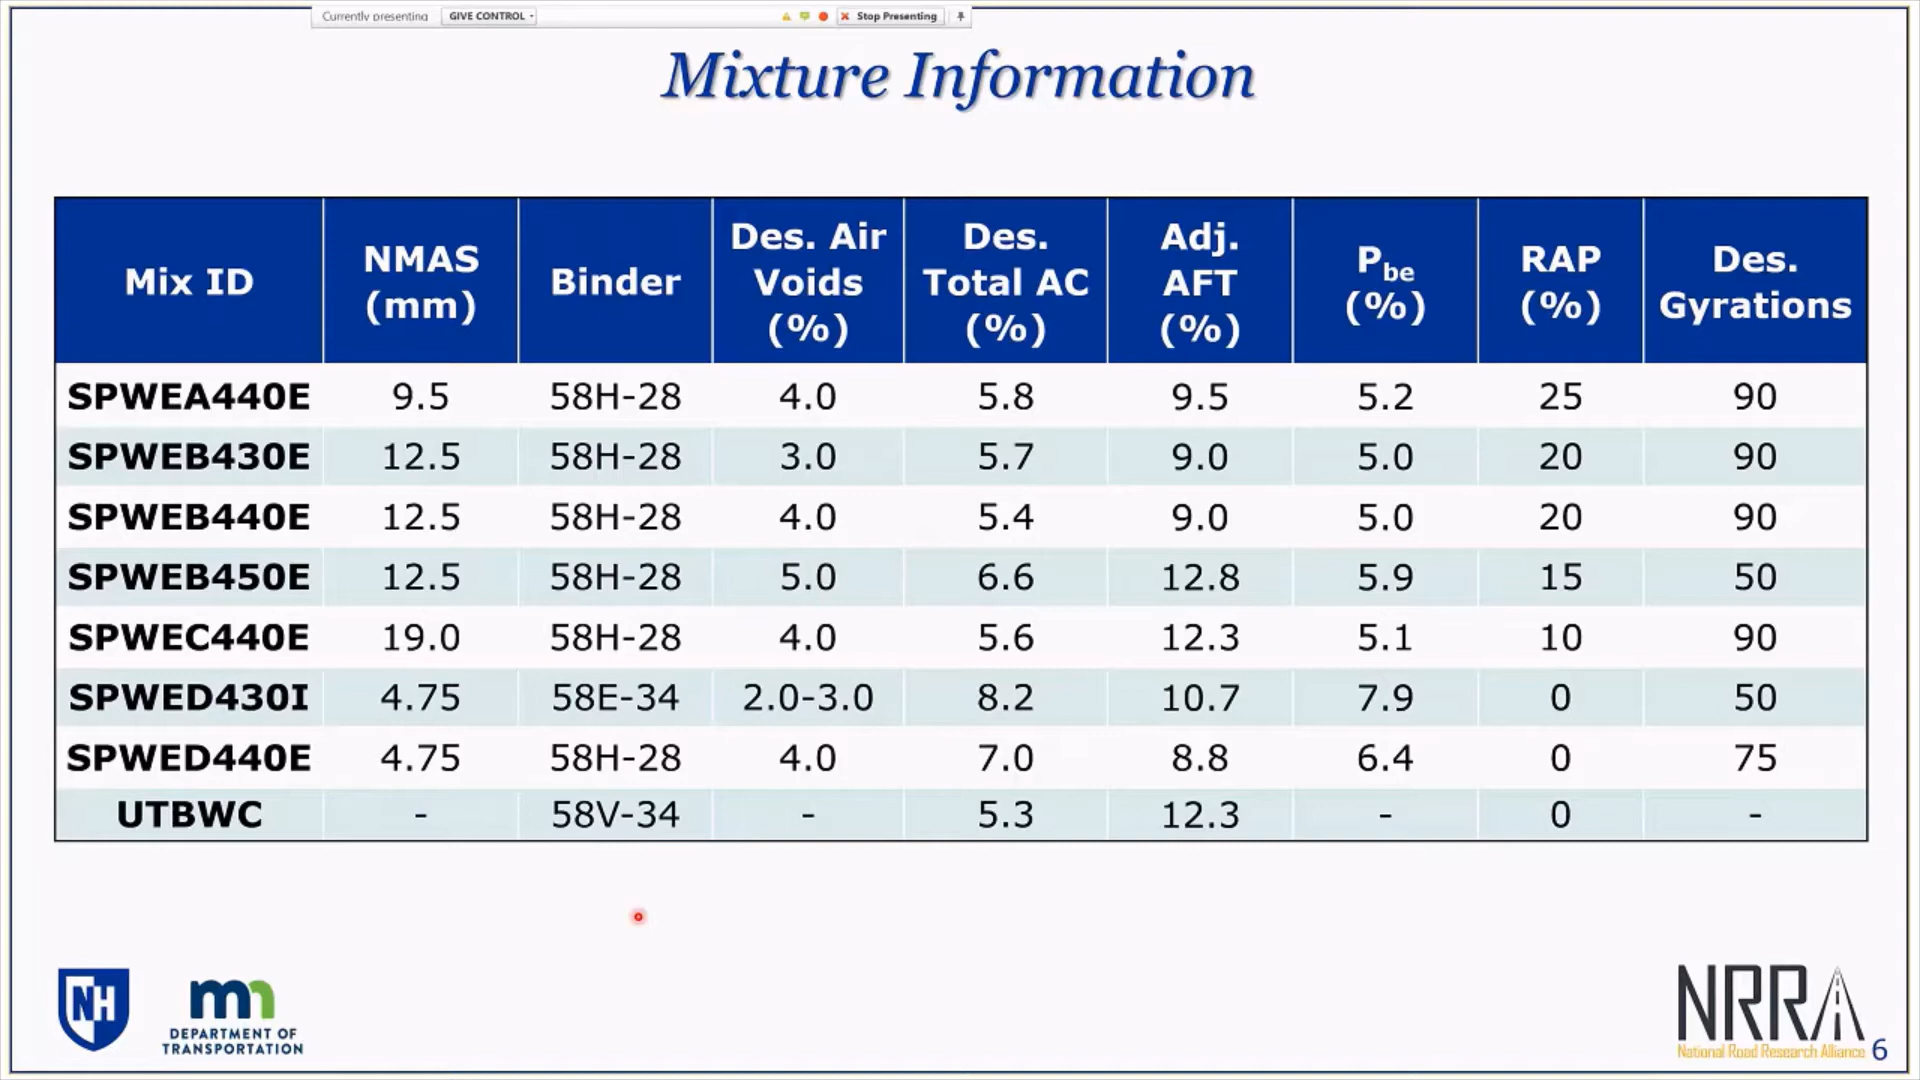 Currently presenting GIVE CONTROL Stop Presenting
Mixture Information
Mix ID NMAS (mm) Binder Des. Air Voids (%) Des. Total AC (%) Adj. AFT (%) Pbe (%) RAP (%) Des. Gyrations
SPWEA440E 9.5 58H-28 4.0 5.8 9.5 5.2 25 90
SPWEB430E 12.5 58H-28 3.0 5.7 9.0 5.0 20 90
SPWEB440E 12.5 58H-28 4.0 5.4 9.0 5.0 20 90
SPWEB450E 12.5 58H-28 5.0 6.6 12.8 5.9 15 50
SPWEC440E 19.0 58H-28 4.0 5.6 12.3 5.1 10 90
SPWED430I 4.75 58E-34 2.0-3.0 8.2 10.7 7.9 0 50
SPWED440E 4.75 58H-28 4.0 7.0 8.8 6.4 0 75
UTBWC - 58V-34 - 5.3 12.3 - 0 -
NH
mn
DEPARTMENT OF
TRANSPORTATION
NRRA
National Road Research Alliance
6